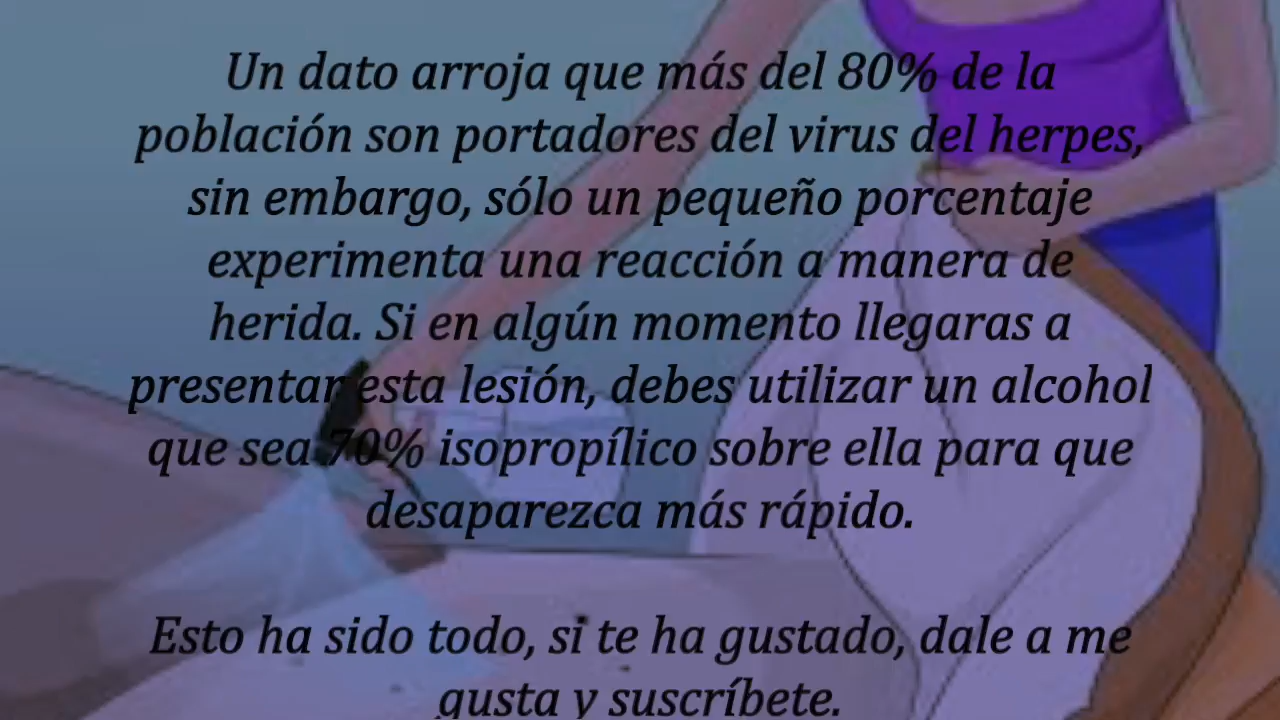 Un dato arroja que más del 80% de la
población son portadores del virus del herpes,
sin embargo, sólo un pequeño porcentaje
experimenta una reacción a manera de
herida. Si en algún momento llegaras a
presentar esta lesión, debes utilizar un alcohol
que sea 70% isopropílico sobre ella para que
desaparezca más rápido.
Esto ha sido todo, si te ha gustado, dale a me
gusta y suscríbete.